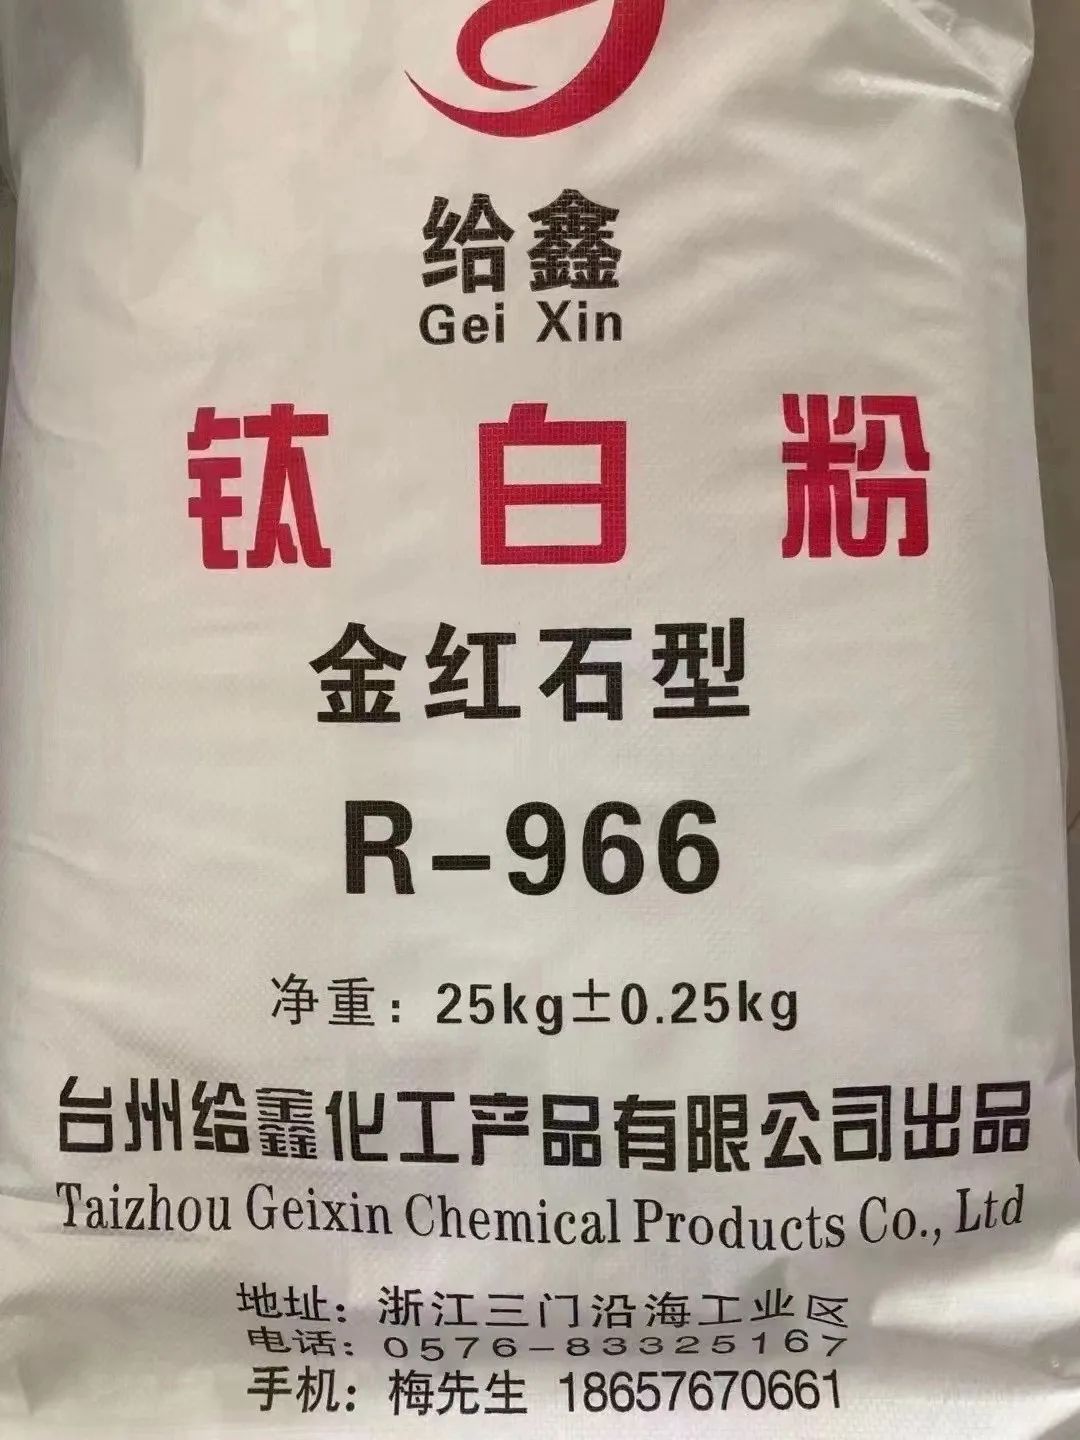 给鑫
Gei Xin
钛白粉
金红石型
R-966
净重：25kg±0.25kg
台州给鑫化工产品有限公司出品
Taizhou Geixin Chemical Products Co., Ltd
地址：浙江三门沿海工业区
电话：0576-83325167
手机：梅先生 18657670661